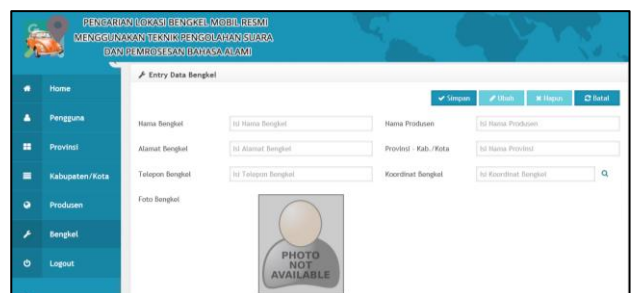 PENCARIAN LOKASI BENGKEL MOBIL RESMI
MENGGUNAKAN TEKNIK PENGOLAHAN SUARA
DAN PEMROSESAN BAHASA ALAMI
Home
Pengguna
Provinsi
Kabupaten/Kota
Produsen
Bengkel
Logout
Entry Data Bengkel
Simpan Ubah Hapus Batal
Nama Bengkel Isi Nama Bengkel Nama Produsen Isi Nama Produsen
Alamat Bengkel Isi Alamat Bengkel Provinsi - Kab./Kota Isi Nama Provinsi
Telepon Bengkel Isi Telepon Bengkel Koordinat Bengkel Isi Koordinat Bengkel
Foto Bengkel
PHOTO
NOT
AVAILABLE